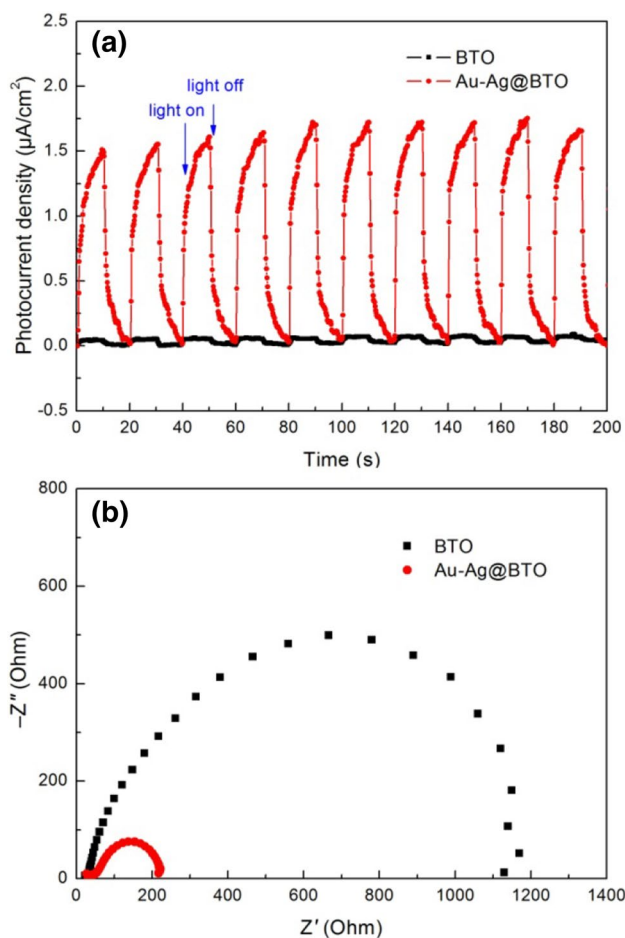 (a)
BTO
Au-Ag@BTO
light off
light on
2.5
2.0
1.5
1.0
0.5
0.0
-0.5
Photocurrent density (μA/cm²)
0 20 40 60 80 100 120 140 160 180 200
Time (s)
(b)
BTO
Au-Ag@BTO
800
600
400
200
0
–Z″ (Ohm)
0 200 400 600 800 1000 1200 1400
Z′ (Ohm)